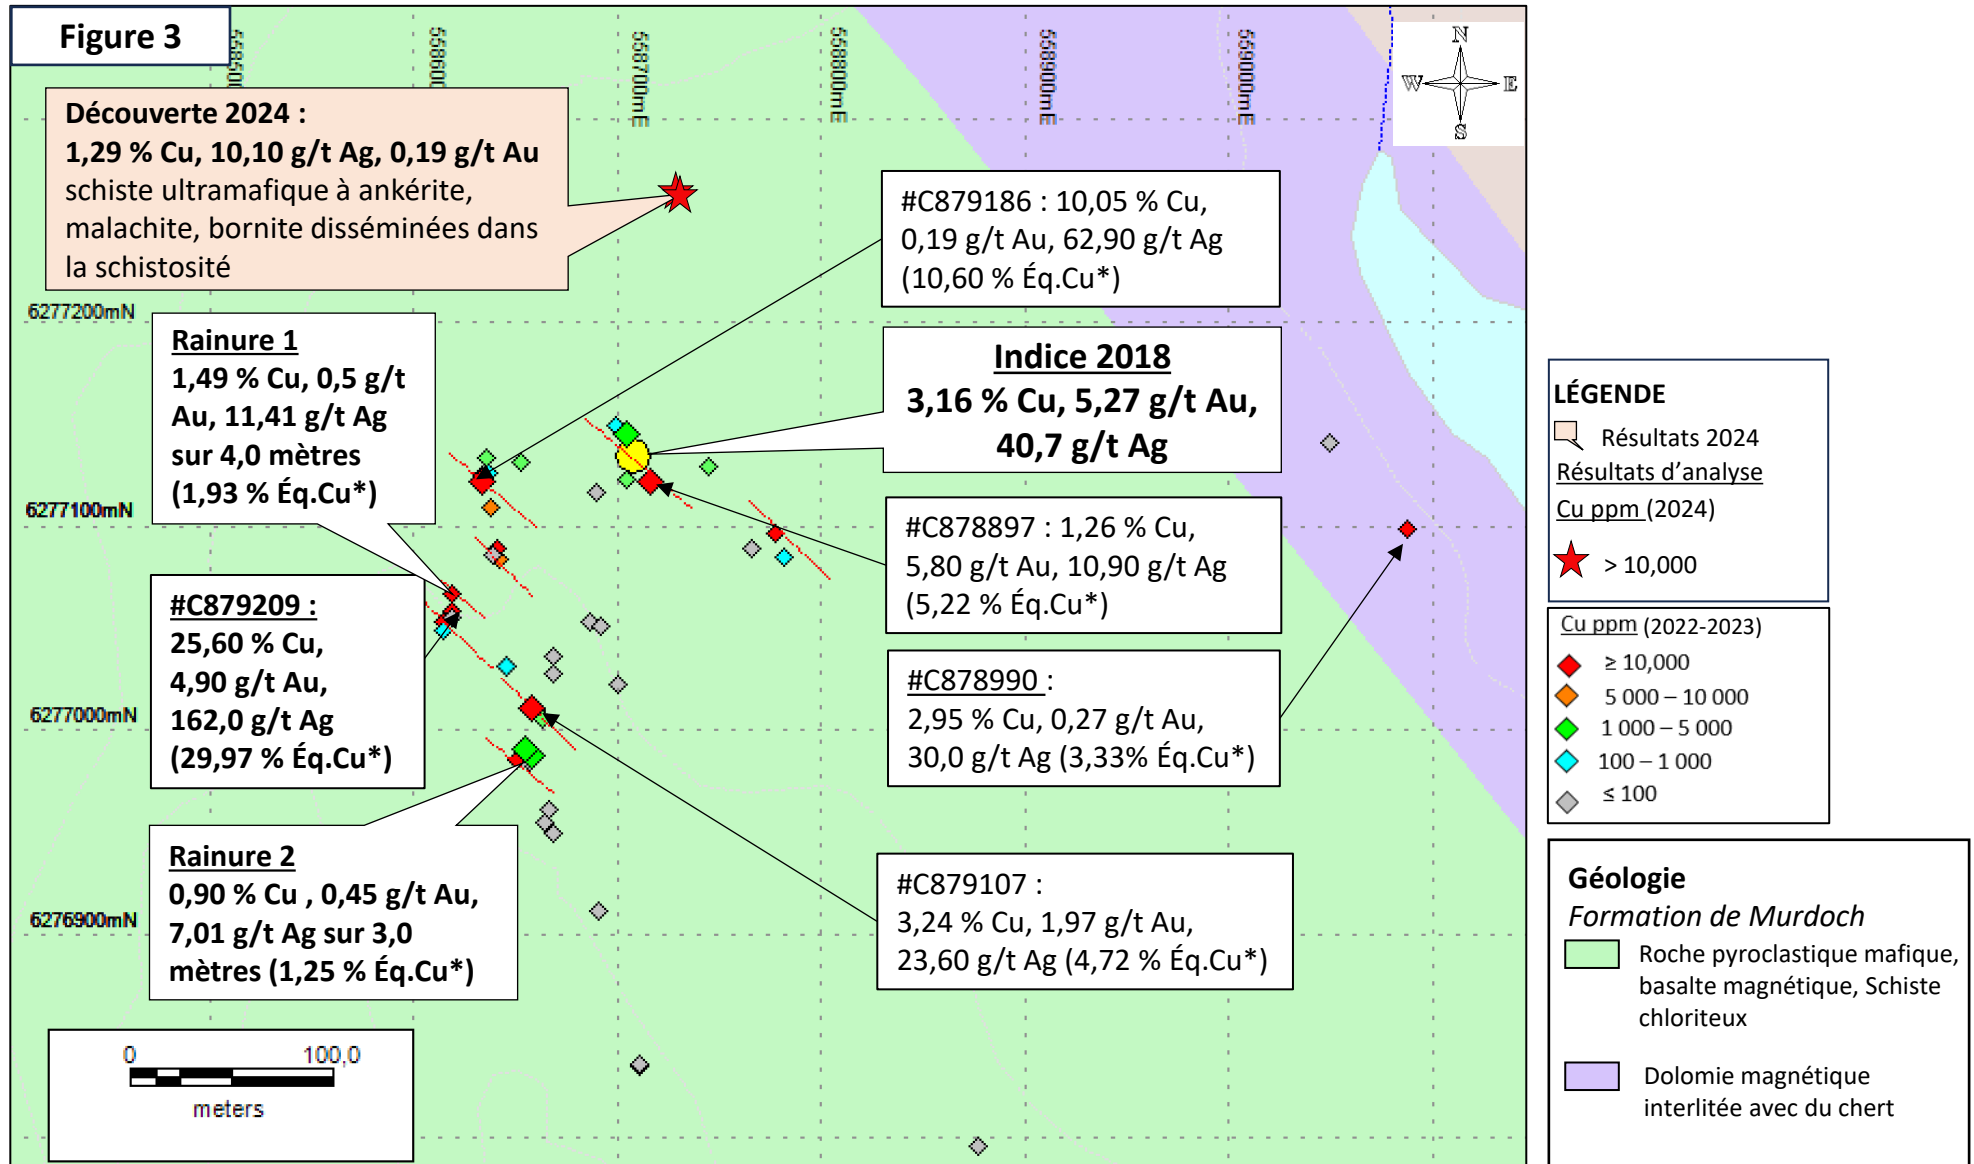 Figure 3
558500
558600
558700mE
558800mE
558900mE
559000mE
N
W
E
S
Découverte 2024 :
1,29 % Cu, 10,10 g/t Ag, 0,19 g/t Au
schiste ultramafique à ankérite,
malachite, bornite disséminées dans
la schistosité
#C879186 : 10,05 % Cu,
0,19 g/t Au, 62,90 g/t Ag
(10,60 % Éq.Cu*)
6277200mN
Rainure 1
1,49 % Cu, 0,5 g/t
Au, 11,41 g/t Ag
sur 4,0 mètres
(1,93 % Éq.Cu*)
Indice 2018
3,16 % Cu, 5,27 g/t Au,
40,7 g/t Ag
6277100mN
#C878897 : 1,26 % Cu,
5,80 g/t Au, 10,90 g/t Ag
(5,22 % Éq.Cu*)
#C879209 :
25,60 % Cu,
4,90 g/t Au,
162,0 g/t Ag
(29,97 % Éq.Cu*)
#C878990 :
2,95 % Cu, 0,27 g/t Au,
30,0 g/t Ag (3,33% Éq.Cu*)
6277000mN
Rainure 2
0,90 % Cu , 0,45 g/t Au,
7,01 g/t Ag sur 3,0
mètres (1,25 % Éq.Cu*)
#C879107 :
3,24 % Cu, 1,97 g/t Au,
23,60 g/t Ag (4,72 % Éq.Cu*)
6276900mN
0 100,0
meters
LÉGENDE
Résultats 2024
Résultats d’analyse
Cu ppm (2024)
> 10,000
Cu ppm (2022-2023)
≥ 10,000
5 000 – 10 000
1 000 – 5 000
100 – 1 000
≤ 100
Géologie
Formation de Murdoch
Roche pyroclastique mafique,
basalte magnétique, Schiste
chloriteux
Dolomie magnétique
interlitée avec du chert